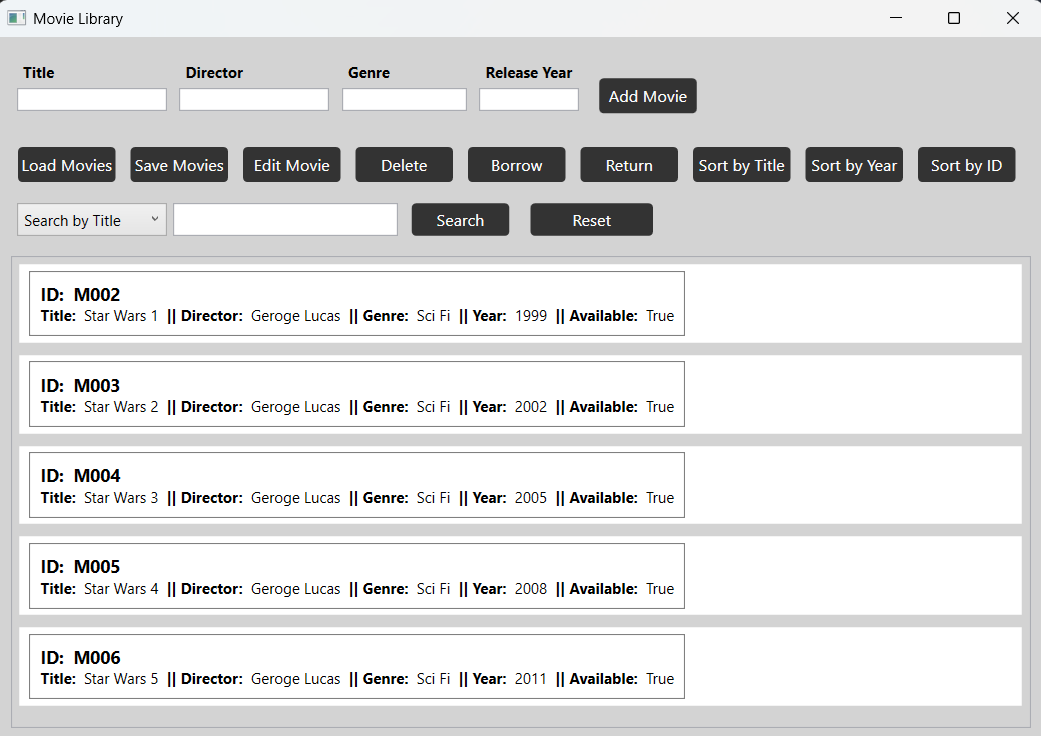 Movie Library
Title Director Genre Release Year
Add Movie
Load Movies Save Movies Edit Movie Delete Borrow Return Sort by Title Sort by Year Sort by ID
Search by Title Search Reset
ID: M002
Title: Star Wars 1 || Director: Geroge Lucas || Genre: Sci Fi || Year: 1999 || Available: True
ID: M003
Title: Star Wars 2 || Director: Geroge Lucas || Genre: Sci Fi || Year: 2002 || Available: True
ID: M004
Title: Star Wars 3 || Director: Geroge Lucas || Genre: Sci Fi || Year: 2005 || Available: True
ID: M005
Title: Star Wars 4 || Director: Geroge Lucas || Genre: Sci Fi || Year: 2008 || Available: True
ID: M006
Title: Star Wars 5 || Director: Geroge Lucas || Genre: Sci Fi || Year: 2011 || Available: True